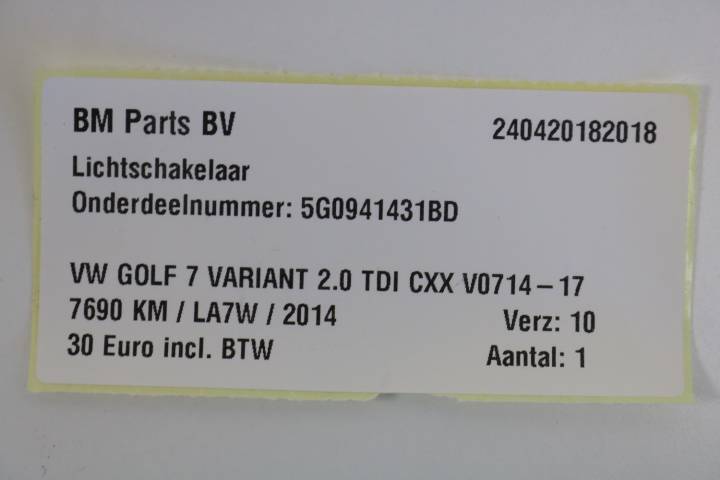 BM Parts BV 240420182018
Lichtschakelaar
Onderdeelnummer: 5G0941431BD
VW GOLF 7 VARIANT 2.0 TDI CXX V0714-17
7690 KM / LA7W / 2014 Verz: 10
30 Euro incl. BTW Aantal: 1